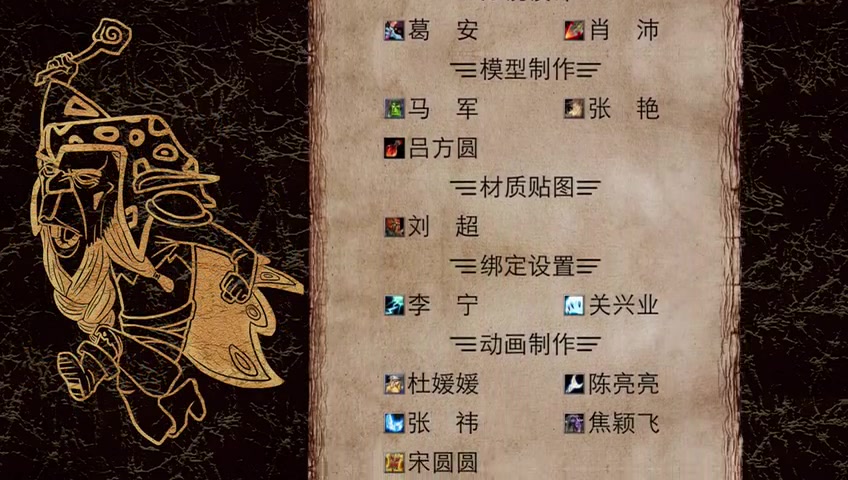 葛 安 肖 沛
模型制作
马 军 张 艳
吕方圆
材质贴图
刘 超
绑定设置
李 宁 关兴业
动画制作
杜媛媛 陈亮亮
张 祎 焦颖飞
宋圆圆